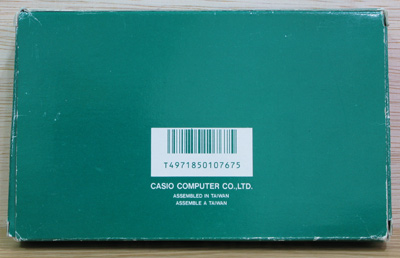 T4971850107675
CASIO COMPUTER CO.,LTD.
ASSEMBLED IN TAIWAN
ASSEMBLE A TAIWAN